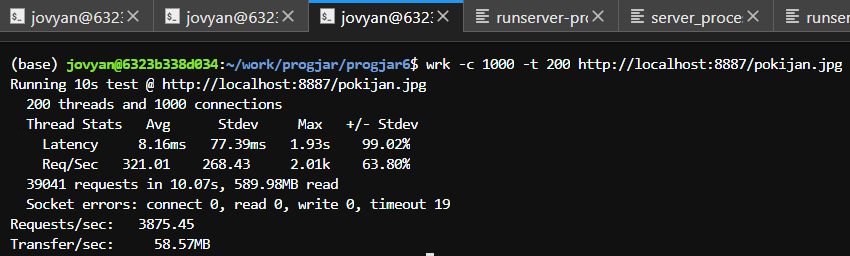 jovyan@6323 jovyan@6323 jovyan@6323 runserver-pro server_proce runser
(base) jovyan@6323b338d034:~/work/progjar/progjar6$ wrk -c 1000 -t 200 http://localhost:8887/pokijan.jpg
Running 10s test @ http://localhost:8887/pokijan.jpg
200 threads and 1000 connections
Thread Stats Avg Stdev Max +/- Stdev
Latency 8.16ms 77.39ms 1.93s 99.02%
Req/Sec 321.01 268.43 2.01k 63.80%
39041 requests in 10.07s, 589.98MB read
Socket errors: connect 0, read 0, write 0, timeout 19
Requests/sec: 3875.45
Transfer/sec: 58.57MB